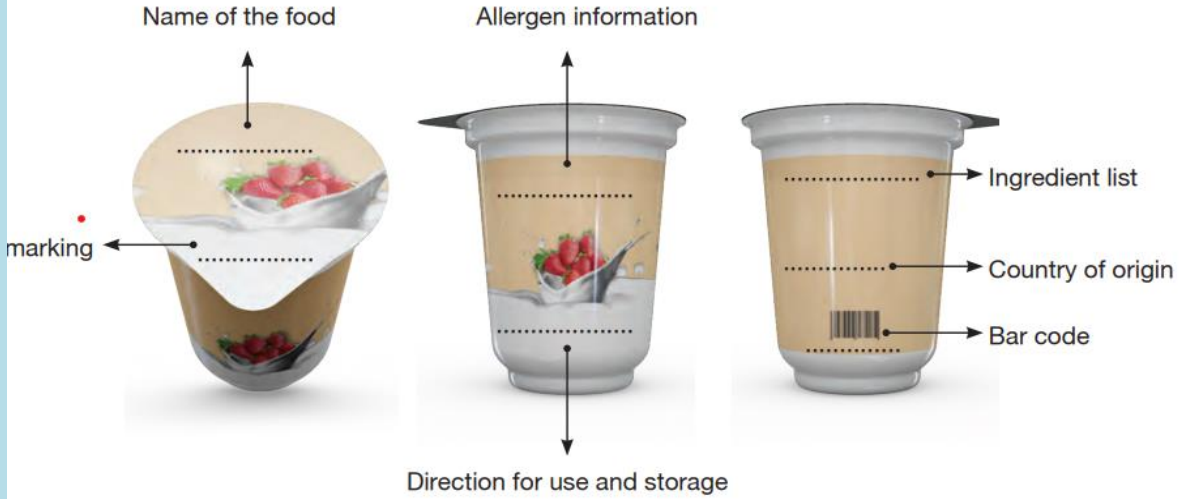 Name of the food
Allergen information
marking
Ingredient list
Country of origin
Bar code
Direction for use and storage